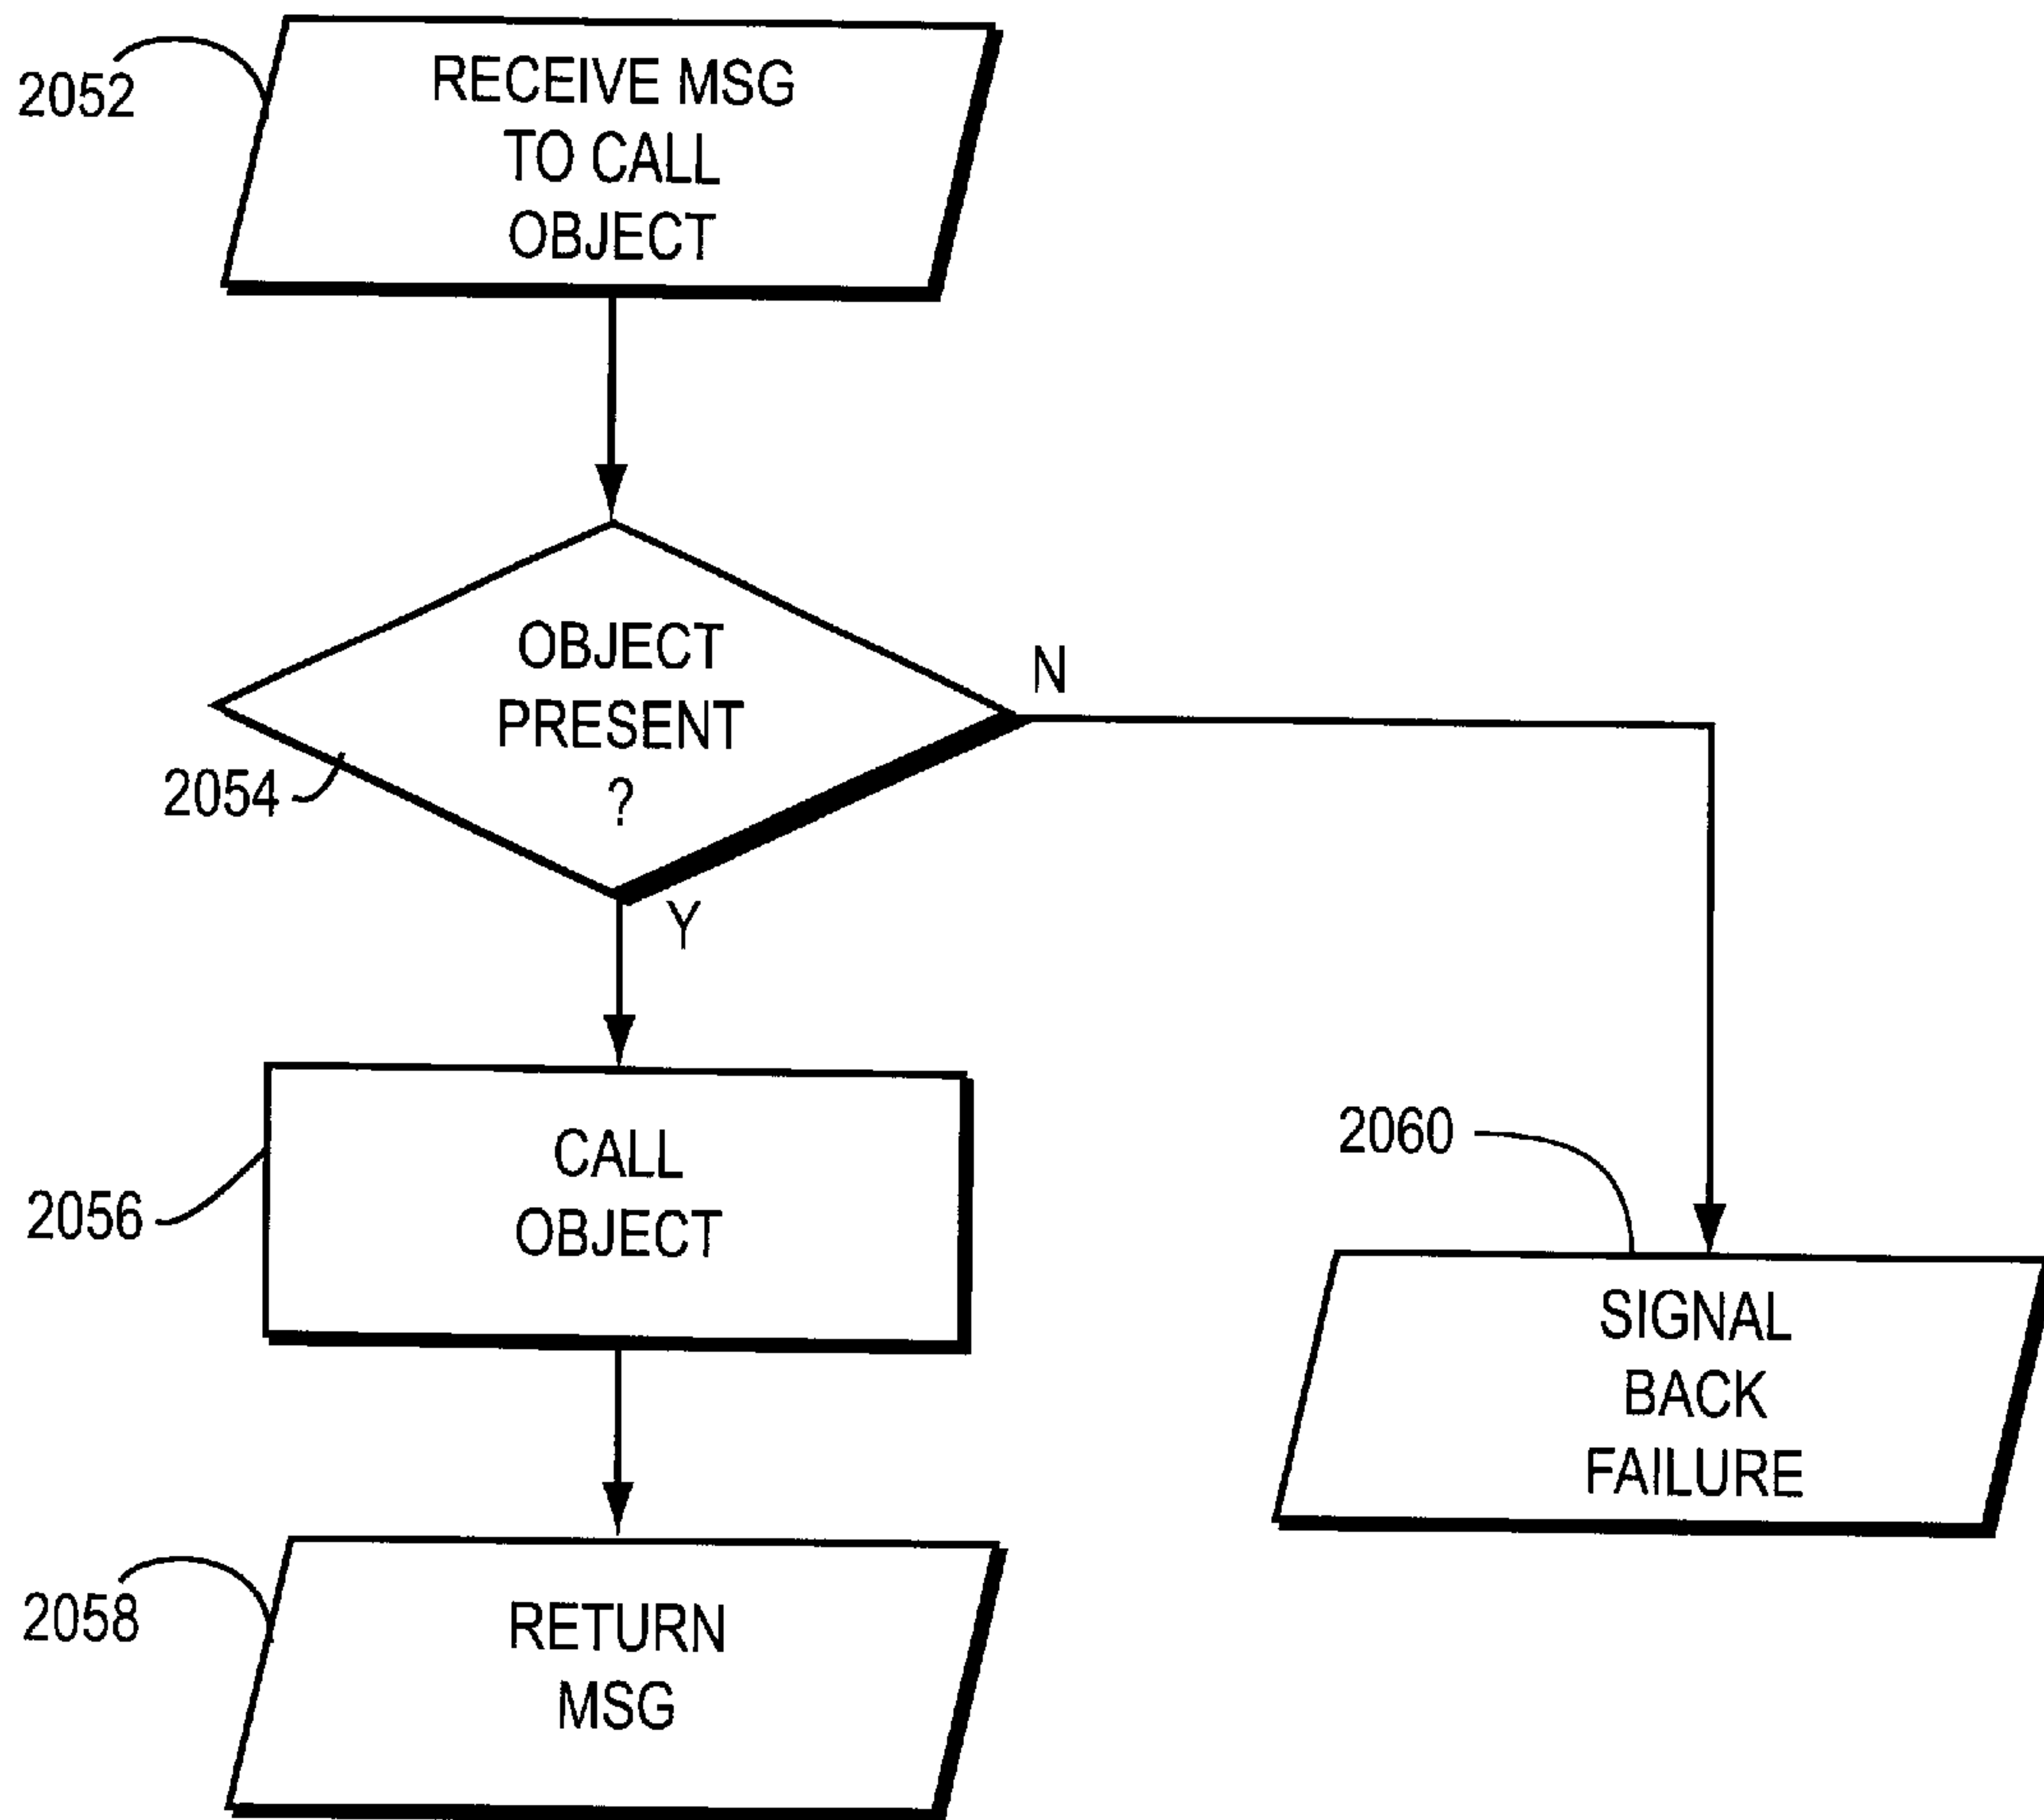 2052
RECEIVE MSG
TO CALL
OBJECT
OBJECT
PRESENT
?
N
2054
Y
CALL
OBJECT
2056
2060
SIGNAL
BACK
FAILURE
2058
RETURN
MSG